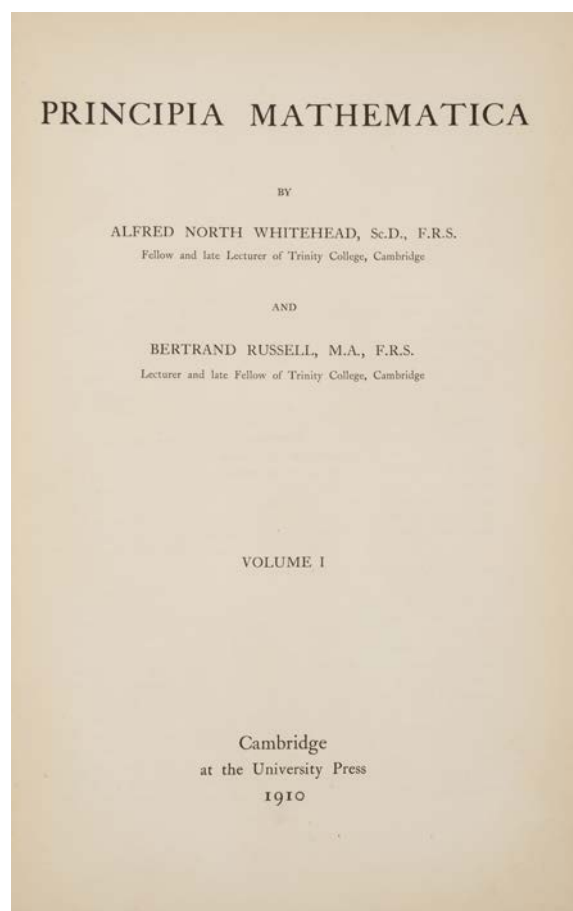 PRINCIPIA MATHEMATICA
BY
ALFRED NORTH WHITEHEAD, Sc.D., F.R.S.
Fellow and late Lecturer of Trinity College, Cambridge
AND
BERTRAND RUSSELL, M.A., F.R.S.
Lecturer and late Fellow of Trinity College, Cambridge
VOLUME I
Cambridge
at the University Press
1910